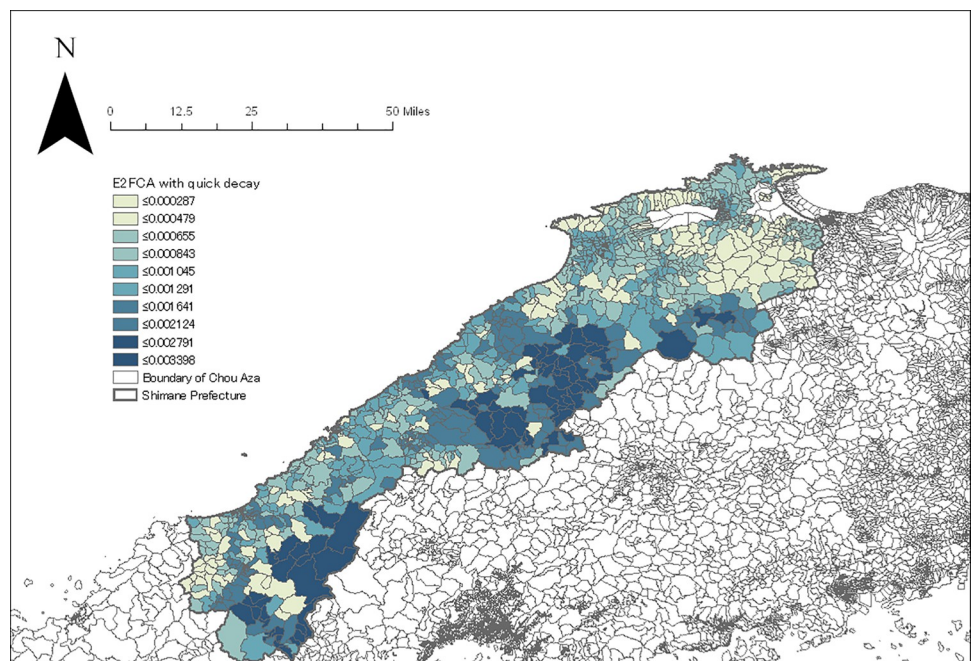 N
0 12.5 25 50 Miles
E2FCA with quick decay
≤0.000287
≤0.000479
≤0.000655
≤0.000843
≤0.001045
≤0.001291
≤0.001641
≤0.002124
≤0.002791
≤0.003398
Boundary of Chou Aza
Shimane Prefecture